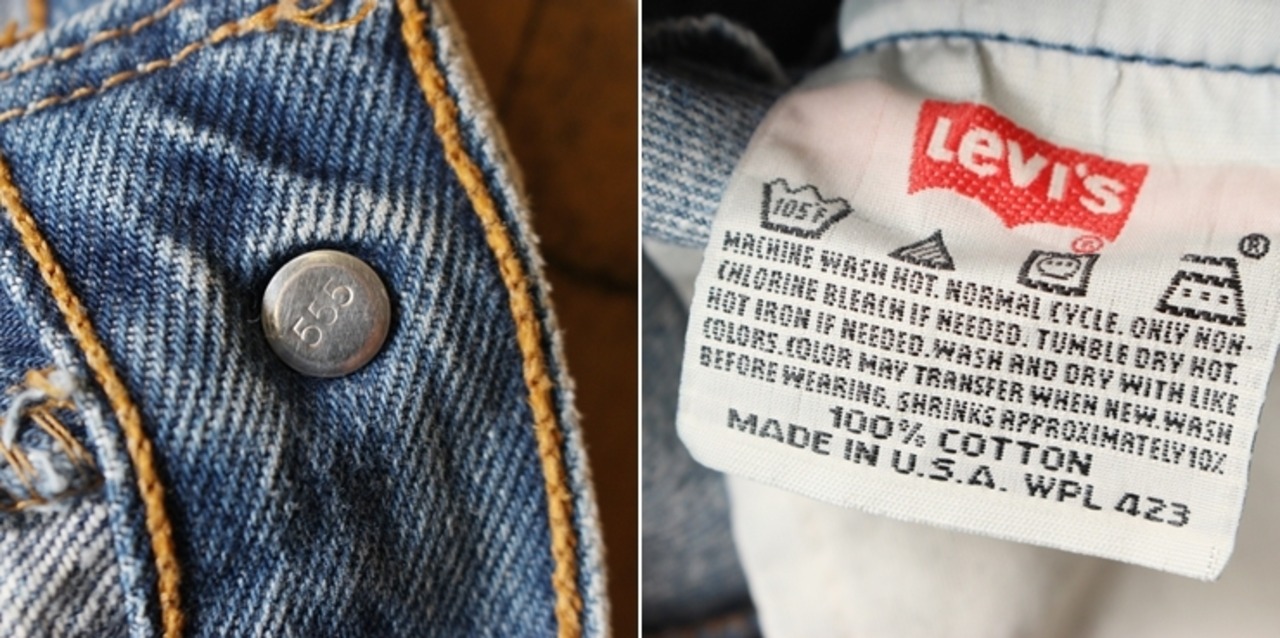 555
Levi's
®
105°F
®
MACHINE WASH HOT. NORMAL CYCLE. ONLY NON-
CHLORINE BLEACH IF NEEDED. TUMBLE DRY HOT.
HOT IRON IF NEEDED. WASH AND DRY WITH LIKE
COLORS. COLOR MAY TRANSFER WHEN NEW. WASH
BEFORE WEARING. SHRINKS APPROXIMATELY 10%
100% COTTON
MADE IN U.S.A. WPL 423